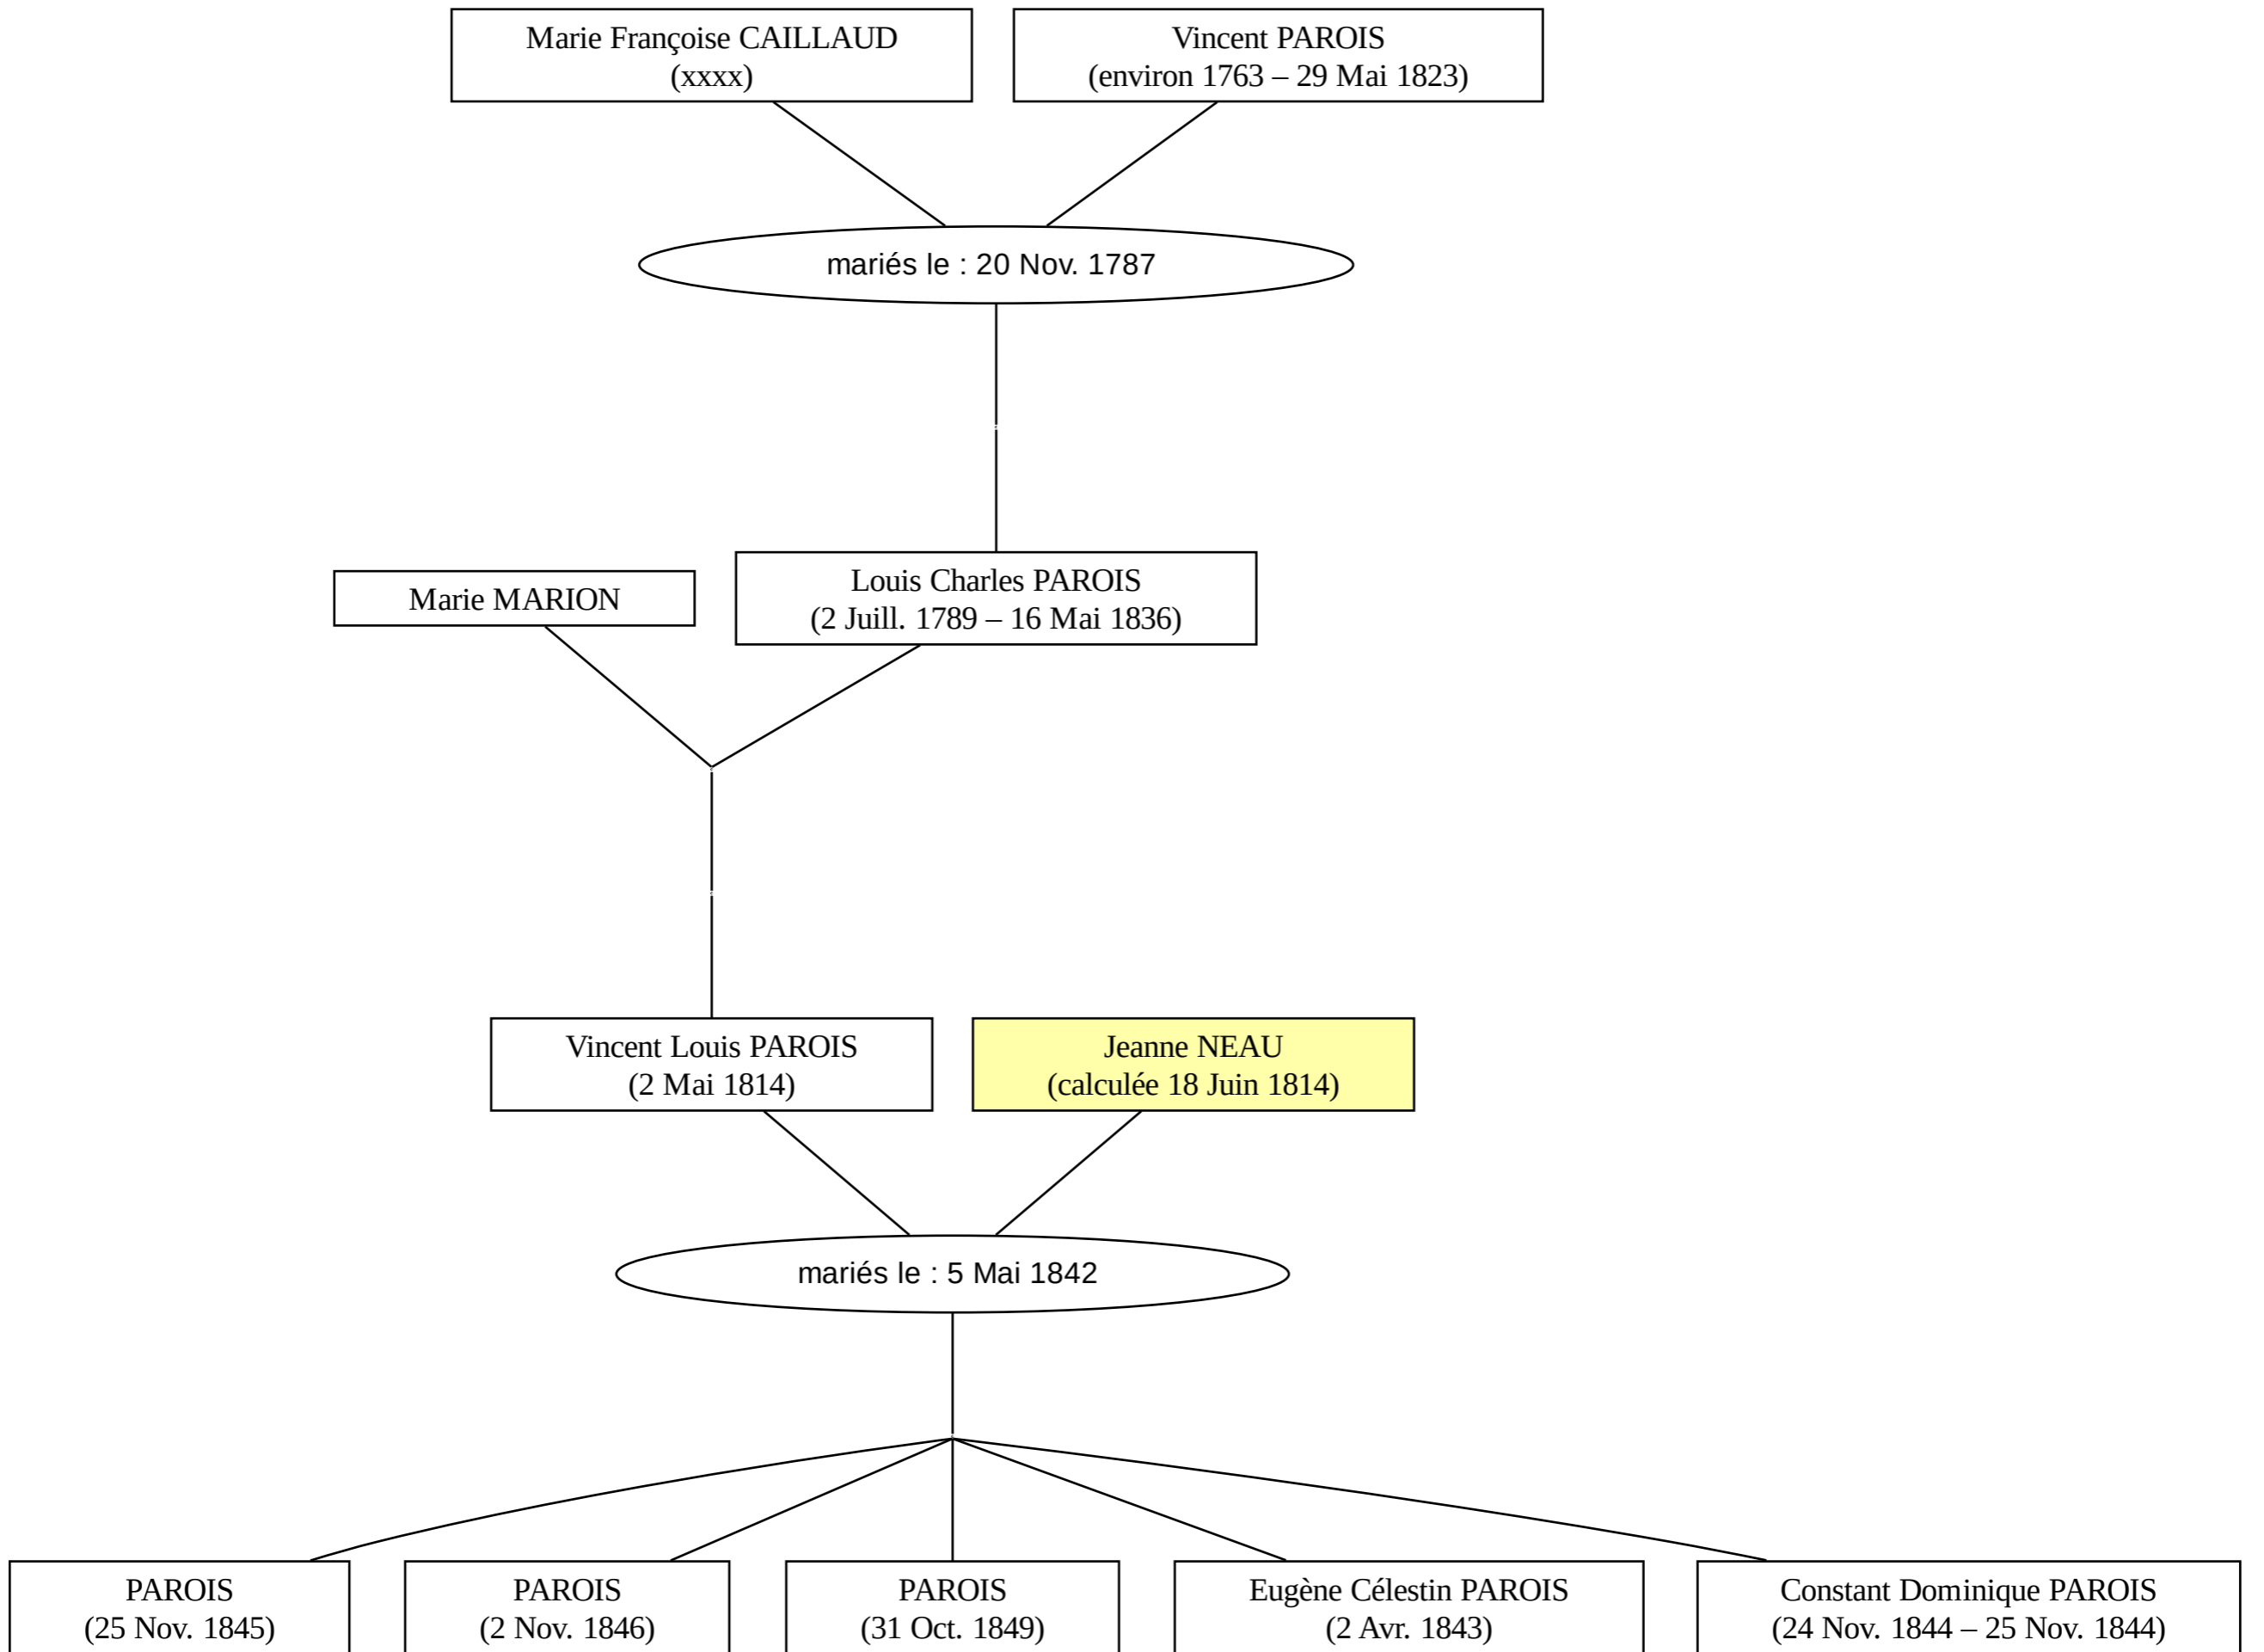 Marie Françoise CAILLAUD
(xxxx)
Vincent PAROIS
(environ 1763 – 29 Mai 1823)
mariés le : 20 Nov. 1787
Marie MARION
Louis Charles PAROIS
(2 Juill. 1789 – 16 Mai 1836)
Vincent Louis PAROIS
(2 Mai 1814)
Jeanne NEAU
(calculée 18 Juin 1814)
mariés le : 5 Mai 1842
PAROIS
(25 Nov. 1845)
PAROIS
(2 Nov. 1846)
PAROIS
(31 Oct. 1849)
Eugène Célestin PAROIS
(2 Avr. 1843)
Constant Dominique PAROIS
(24 Nov. 1844 – 25 Nov. 1844)